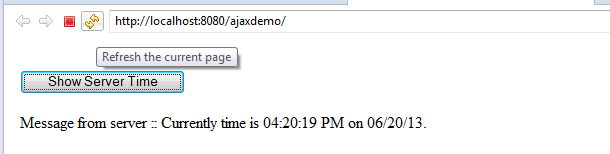 http://localhost:8080/ajaxdemo/
Refresh the current page
Show Server Time
Message from server :: Currently time is 04:20:19 PM on 06/20/13.